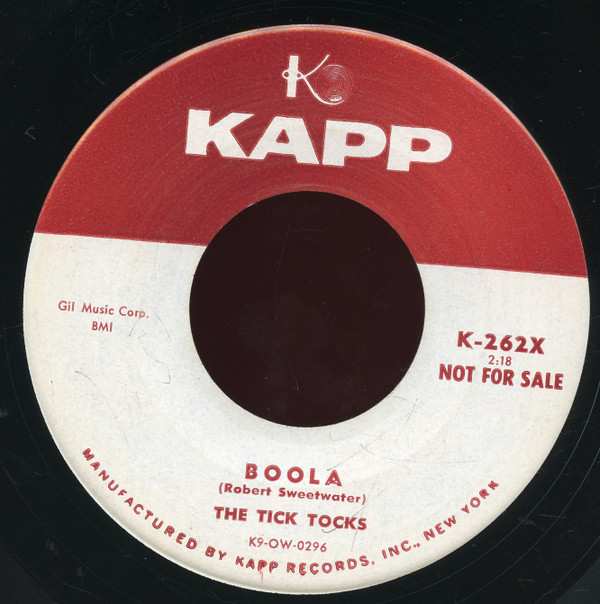 K
KAPP
Gil Music Corp.
BMI
K-262X
2:18
NOT FOR SALE
BOOLA
(Robert Sweetwater)
THE TICK TOCKS
K9-OW-0296
MANUFACTURED BY KAPP RECORDS, INC., NEW YORK